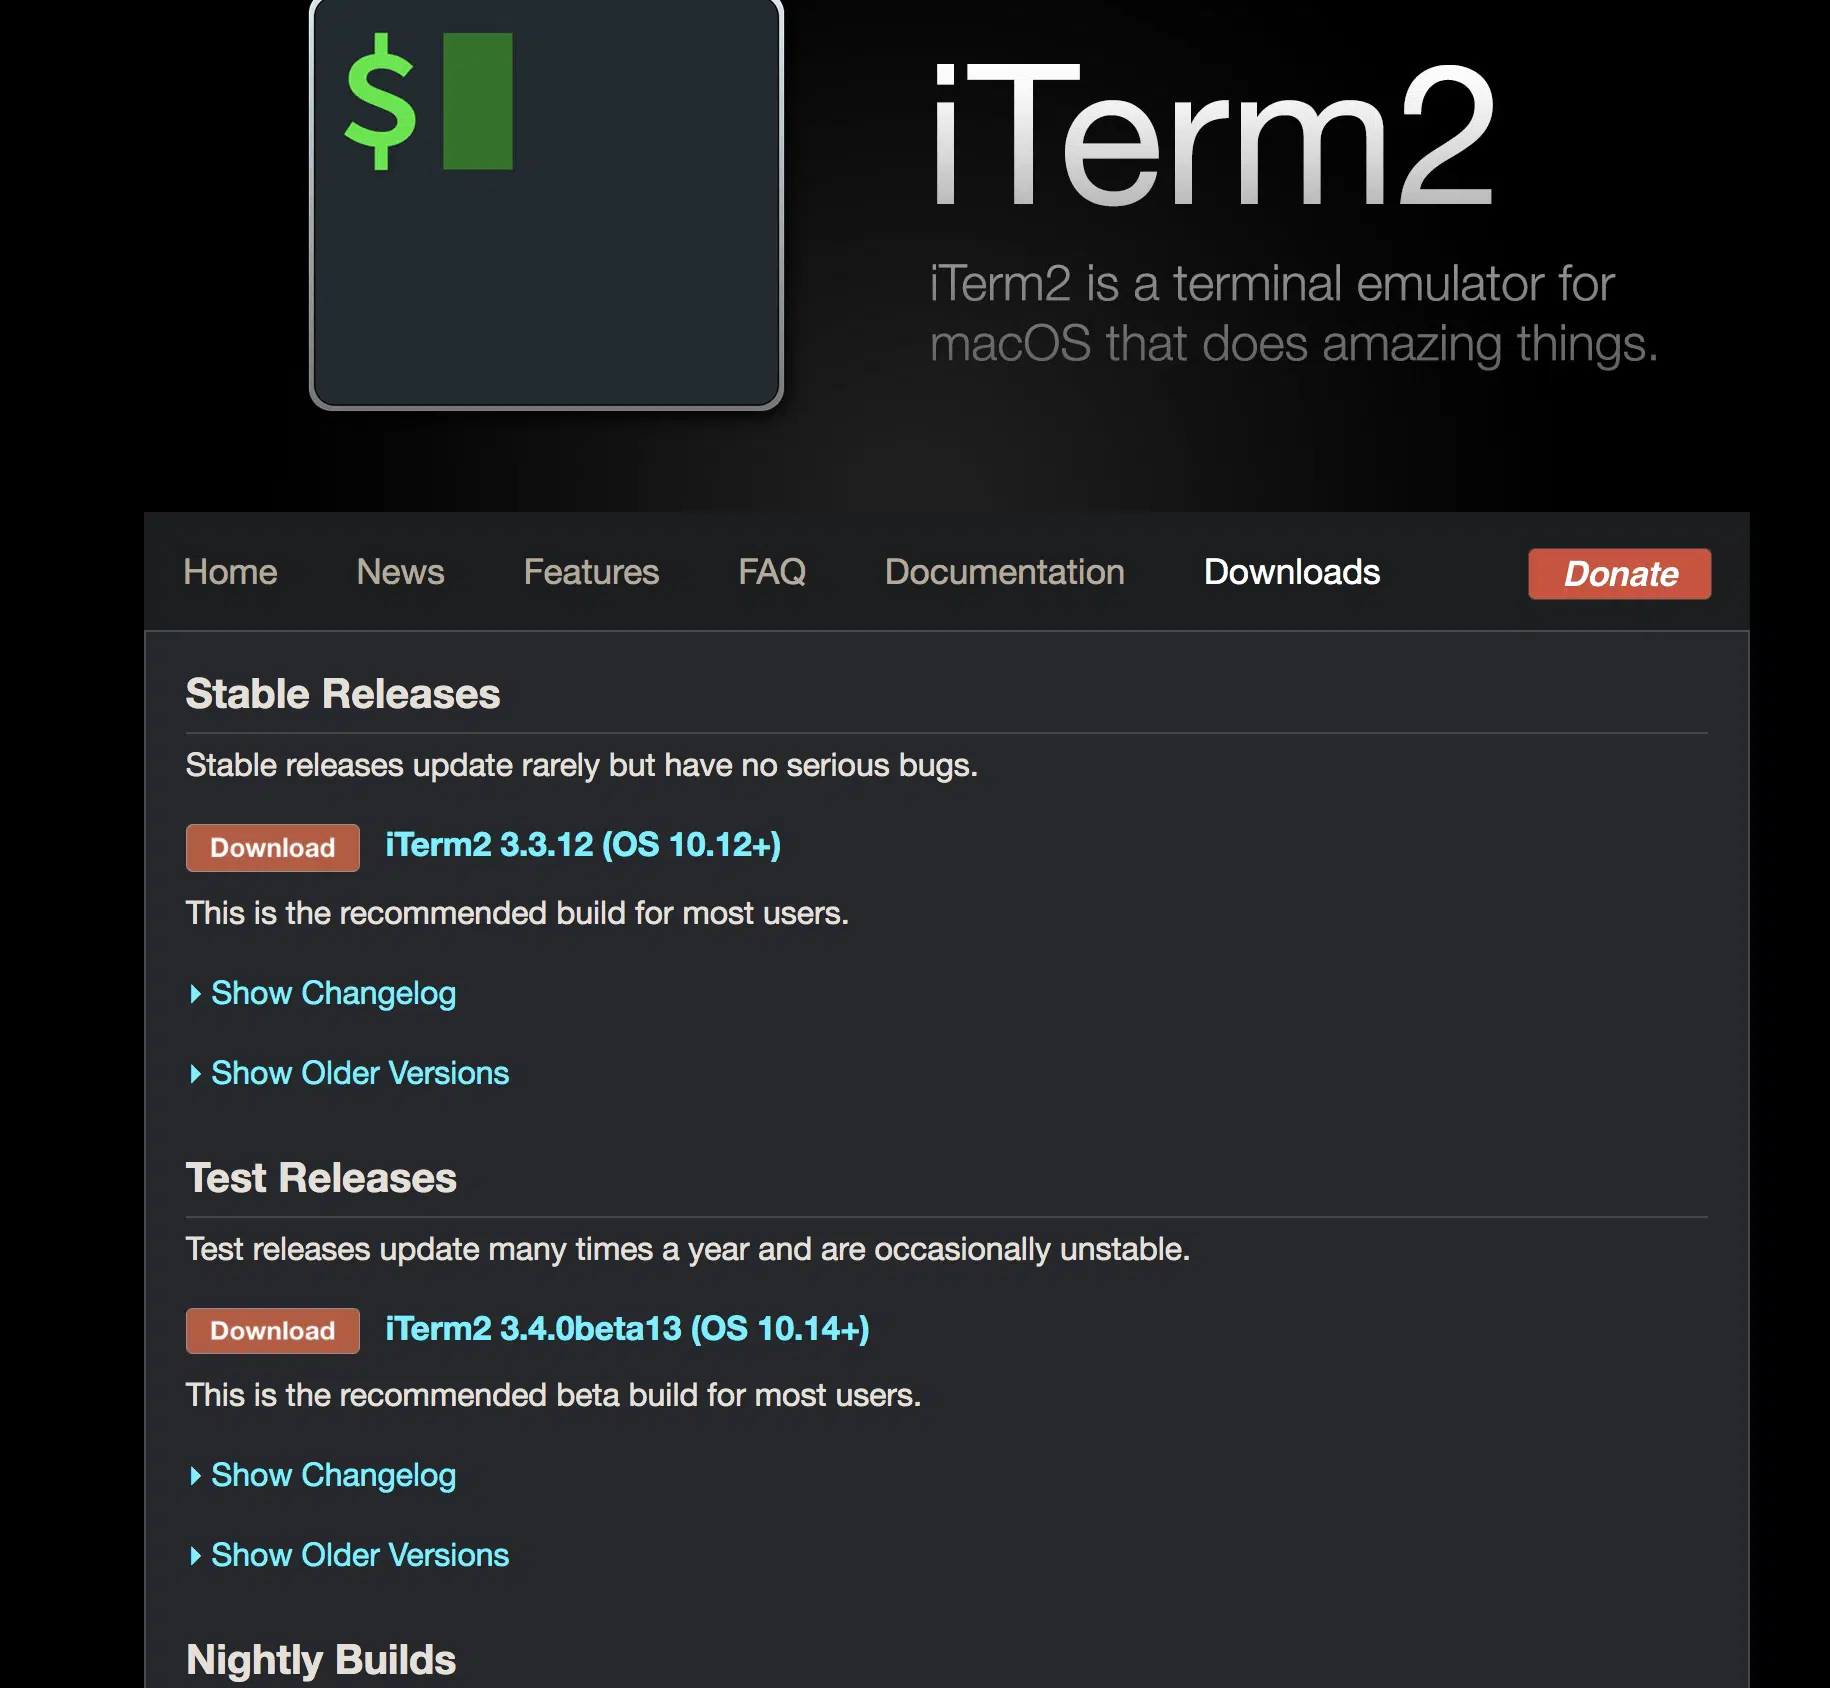 $
iTerm2
iTerm2 is a terminal emulator for
macOS that does amazing things.
Home News Features FAQ Documentation Downloads Donate
Stable Releases
Stable releases update rarely but have no serious bugs.
Download iTerm2 3.3.12 (OS 10.12+)
This is the recommended build for most users.
Show Changelog
Show Older Versions
Test Releases
Test releases update many times a year and are occasionally unstable.
Download iTerm2 3.4.0beta13 (OS 10.14+)
This is the recommended beta build for most users.
Show Changelog
Show Older Versions
Nightly Builds